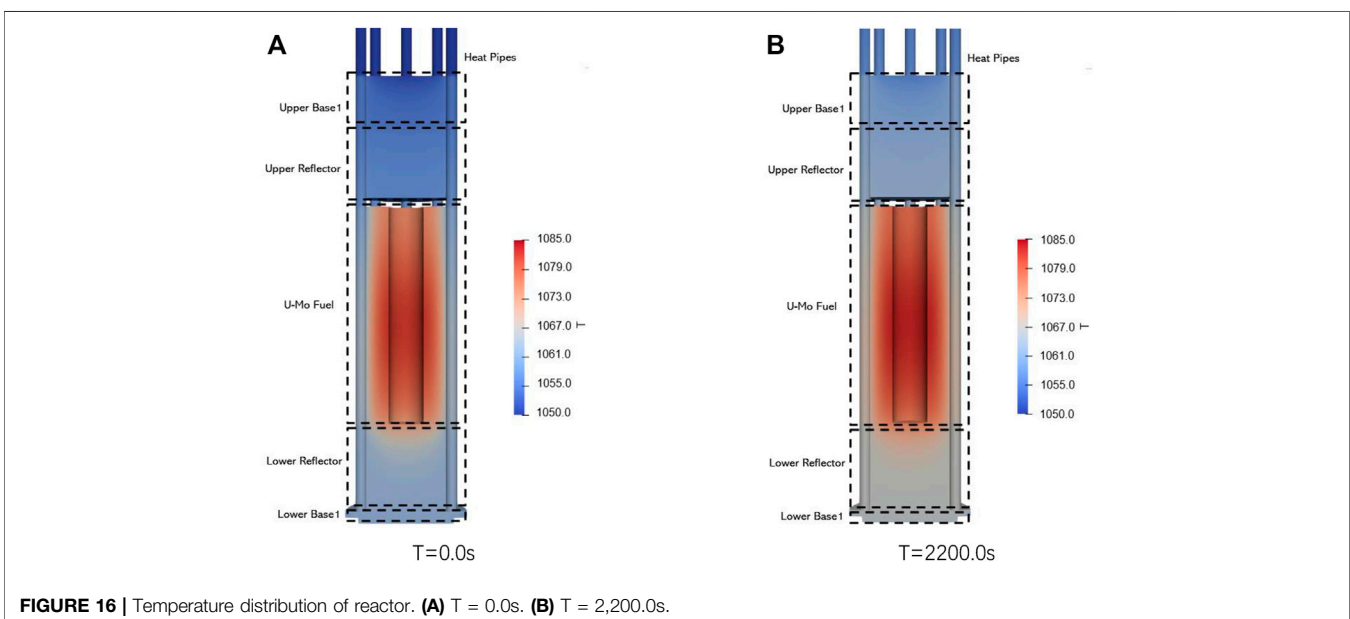 A
Heat Pipes
Upper Base1
Upper Reflector
U-Mo Fuel
Lower Reflector
Lower Base1
1085.0
1079.0
1073.0
1067.0 T
1061.0
1055.0
1050.0
T=0.0s
B
Heat Pipes
Upper Base1
Upper Reflector
U-Mo Fuel
Lower Reflector
Lower Base1
1085.0
1079.0
1073.0
1067.0 T
1061.0
1055.0
1050.0
T=2200.0s
FIGURE 16 | Temperature distribution of reactor. (A) T = 0.0s. (B) T = 2,200.0s.